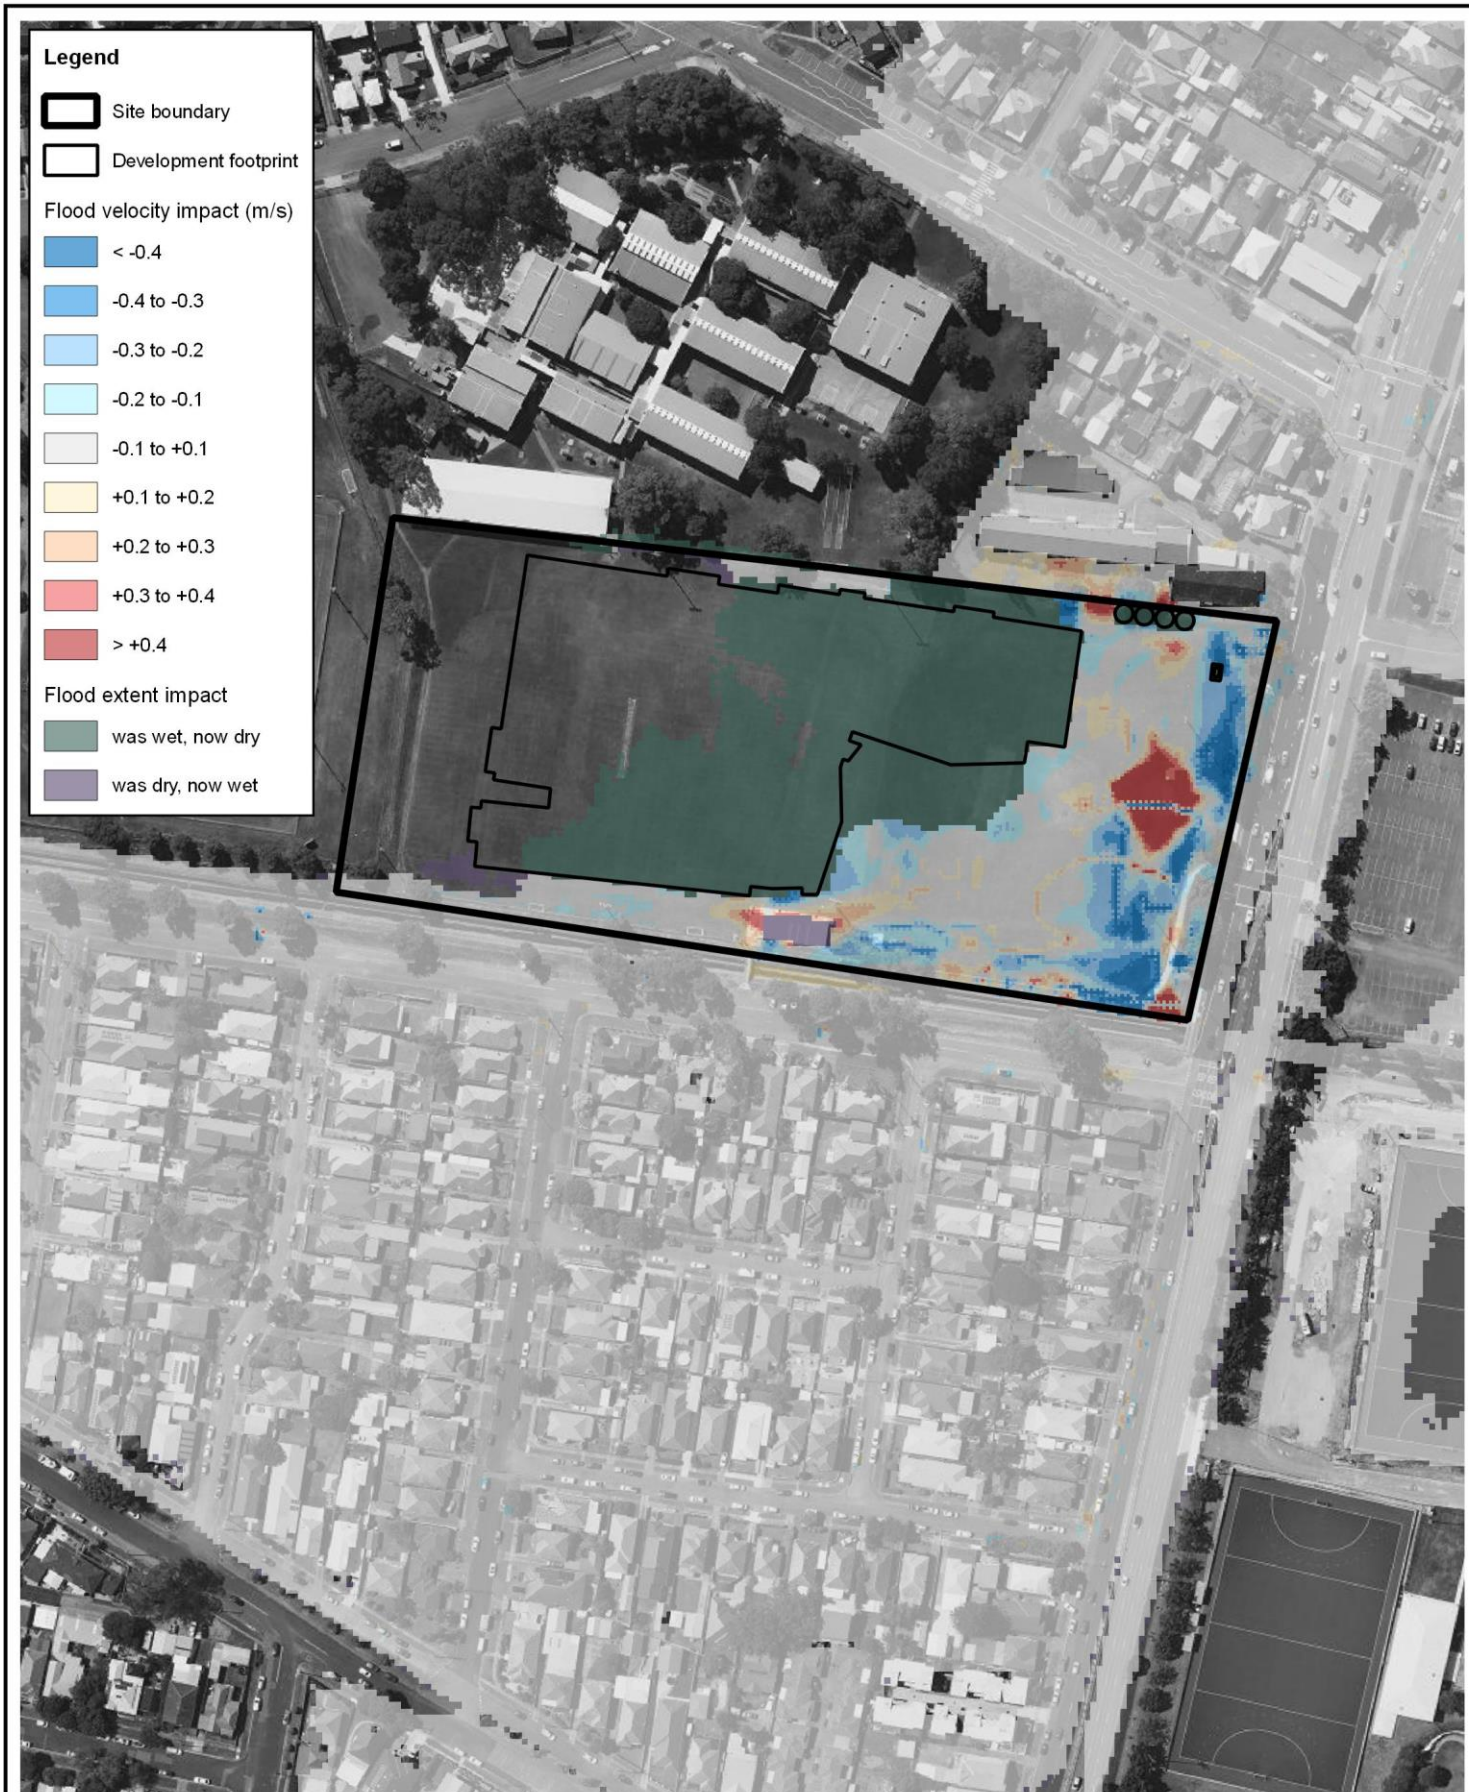 Legend
Site boundary
Development footprint
Flood velocity impact (m/s)
< -0.4
-0.4 to -0.3
-0.3 to -0.2
-0.2 to -0.1
-0.1 to +0.1
+0.1 to +0.2
+0.2 to +0.3
+0.3 to +0.4
> +0.4
Flood extent impact
was wet, now dry
was dry, now wet